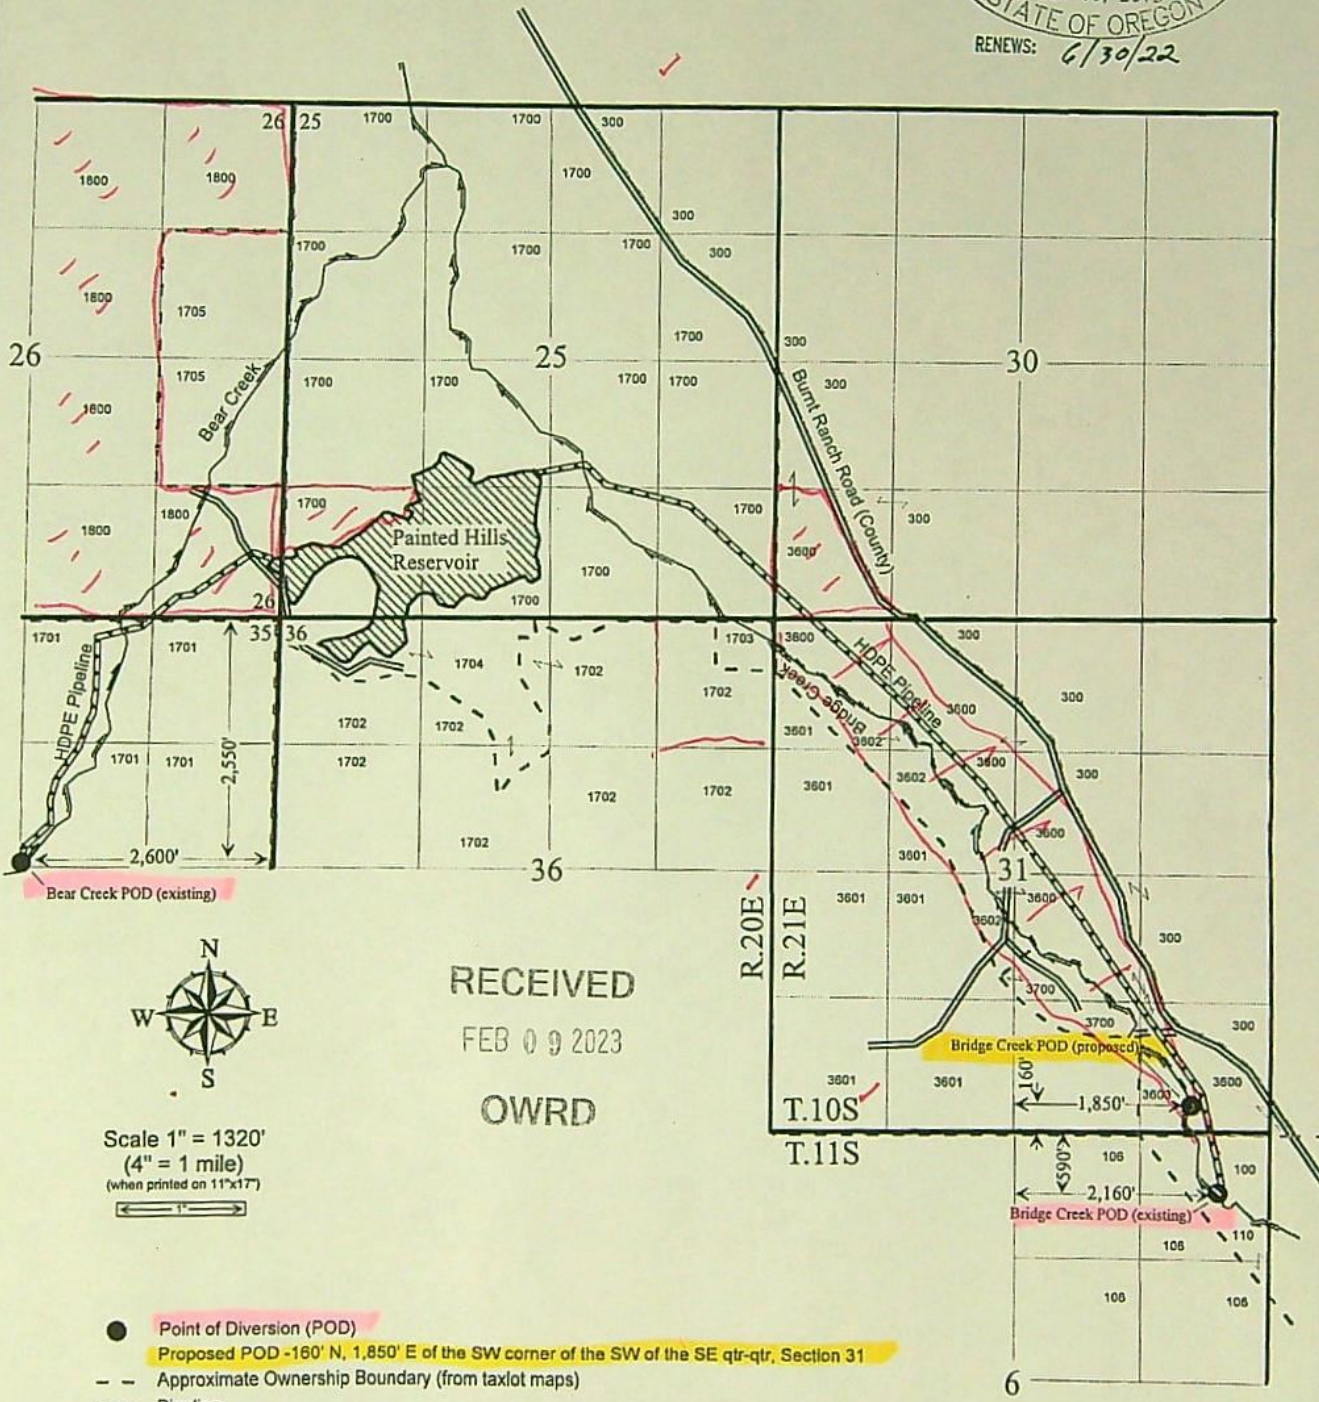 STATE OF OREGON
RENEWS: 6/30/22
26 25 1700 1700 300
1800 1800 1700
300
1700 1700 1700 300
1800 1705
1700 300
26 25 30
1705 1700 1700 1700 1700 300
Bear Creek
Burnt Ranch Road (County)
1800
1800 1700 1700 300
1800
Painted Hills
Reservoir
3600
1700
26 1700
1701 35 36 1703 3600 300
1701 1704 1702
HDPE Pipeline
HDPE Pipeline
Bridge Creek
1702 300
1702 1702 3601 3602 3600
1701 1701 1702 3600 300
2,550'
1702 1702 3601 3602
1702 3600
2,600' 36 3601 31
Bear Creek POD (existing)
3601 3601 3600
R.20E R.21E
3602 300
N
W E
S
3700
3700 300
RECEIVED
FEB 09 2023
OWRD
Bridge Creek POD (proposed)
160'
3601 3601 3600
T.10S 1,850' 3600
T.11S
590' 106 100
2,160'
Bridge Creek POD (existing)
110
106
106 106
6
Scale 1" = 1320'
(4" = 1 mile)
(when printed on 11"x17")
1"
Point of Diversion (POD)
Proposed POD -160' N, 1,850' E of the SW corner of the SW of the SE qtr-qtr, Section 31
Approximate Ownership Boundary (from taxlot maps)